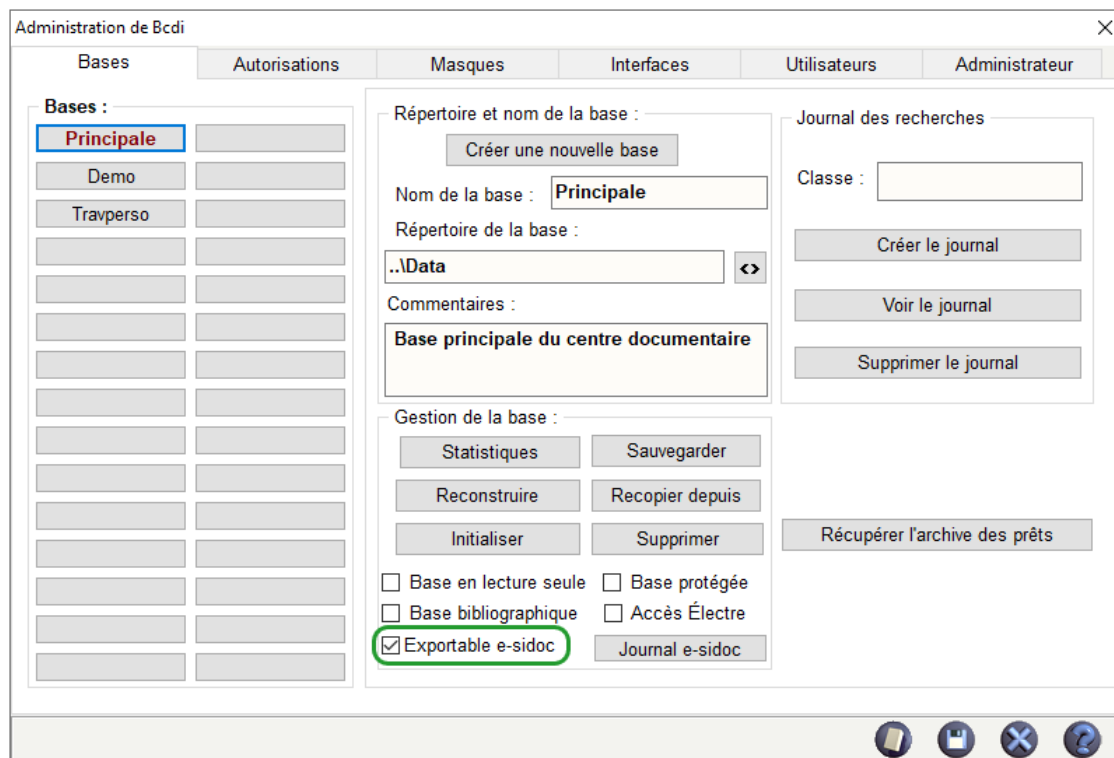 Administration de Bcdi
Bases Autorisations Masques Interfaces Utilisateurs Administrateur
Bases :
Principale
Demo
Travperso
Répertoire et nom de la base :
Créer une nouvelle base
Nom de la base : Principale
Répertoire de la base :
..\Data <>
Commentaires :
Base principale du centre documentaire
Journal des recherches
Classe :
Créer le journal
Voir le journal
Supprimer le journal
Gestion de la base :
Statistiques Sauvegarder
Reconstruire Recopier depuis
Initialiser Supprimer
Récupérer l'archive des prêts
Base en lecture seule Base protégée
Base bibliographique Accès Électre
Exportable e-sidoc Journal e-sidoc
?